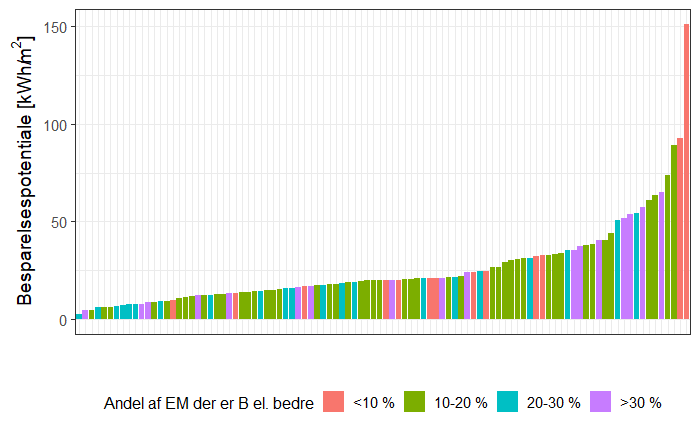 Besparelsespotentiale [kWh/m²]
150
100
50
0
Andel af EM der er B el. bedre <10 % 10-20 % 20-30 % >30 %